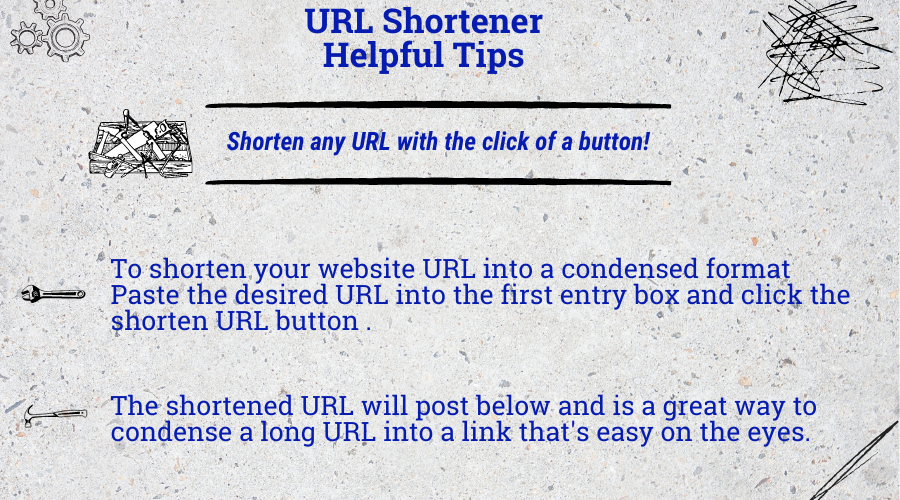 URL Shortener
Helpful Tips
Shorten any URL with the click of a button!
To shorten your website URL into a condensed format
Paste the desired URL into the first entry box and click the
shorten URL button .
The shortened URL will post below and is a great way to
condense a long URL into a link that's easy on the eyes.